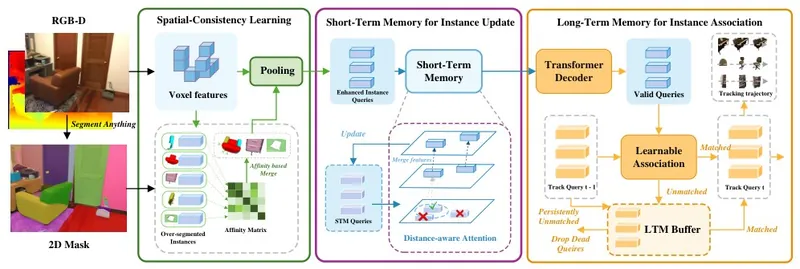 RGB-D
Segment Anything
2D Mask
Spatial-Consistency Learning
Voxel features
Pooling
Affinity based
Merge
Over-segmented
Instances
Affinity Matrix
Short-Term Memory for Instance Update
Enhanced Instance
Queries
Short-Term
Memory
Update
Merge features
STM Queries
Distance-aware Attention
Long-Term Memory for Instance Association
Transformer
Decoder
Valid Queries
Tracking trajectory
Track Query t - 1
Learnable
Association
Matched
Track Query t
Unmatched
Persistently
Unmatched
LTM Buffer
Matched
Drop Dead
Queires